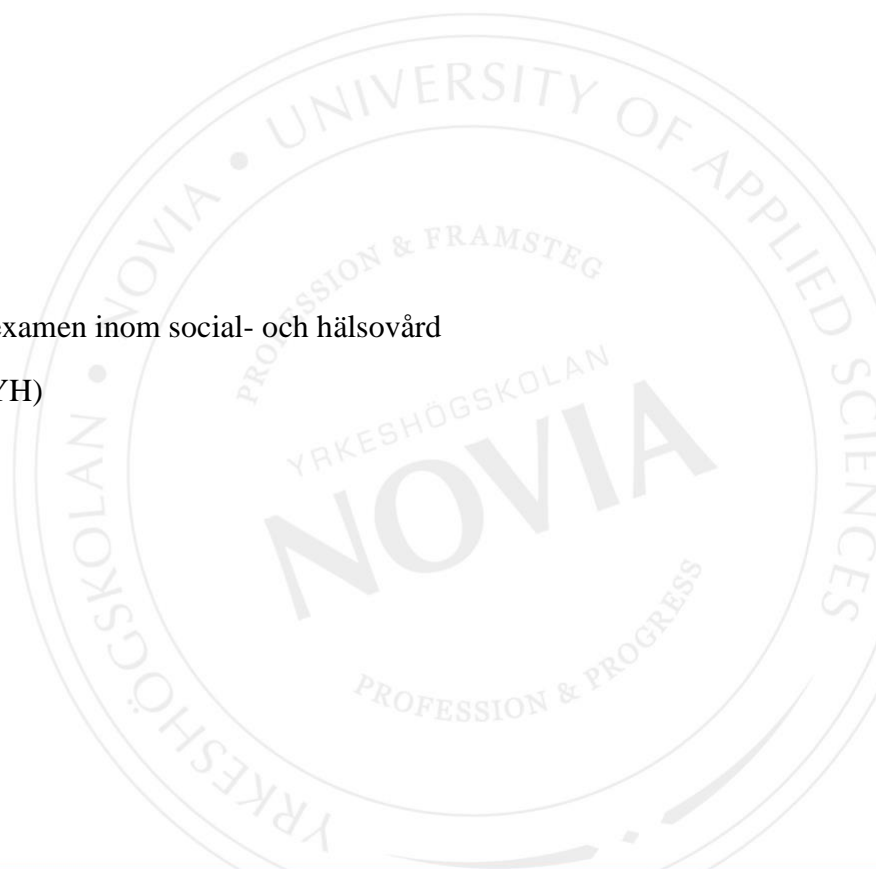 UNIVERSITY OF APPLIED SCIENCES
YRKESHÖGSKOLAN • NOVIA •
PROFESSION & FRAMSTEG
examen inom social- och hälsovård
YH)
YRKESHÖGSKOLAN
NOVIA
PROFESSION & PROGRESS